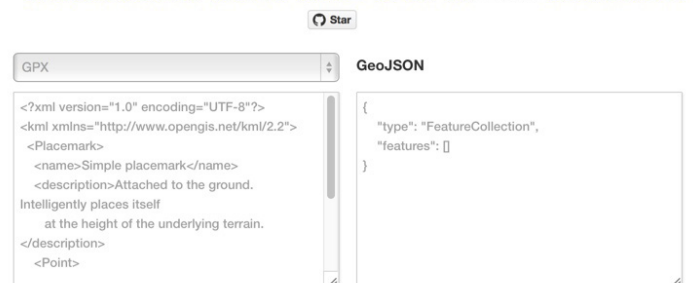 Star
GPX
GeoJSON
<?xml version="1.0" encoding="UTF-8"?>
<kml xmlns="http://www.opengis.net/kml/2.2">
<Placemark>
<name>Simple placemark</name>
<description>Attached to the ground.
Intelligently places itself
at the height of the underlying terrain.
</description>
<Point>
{
"type": "FeatureCollection",
"features": []
}